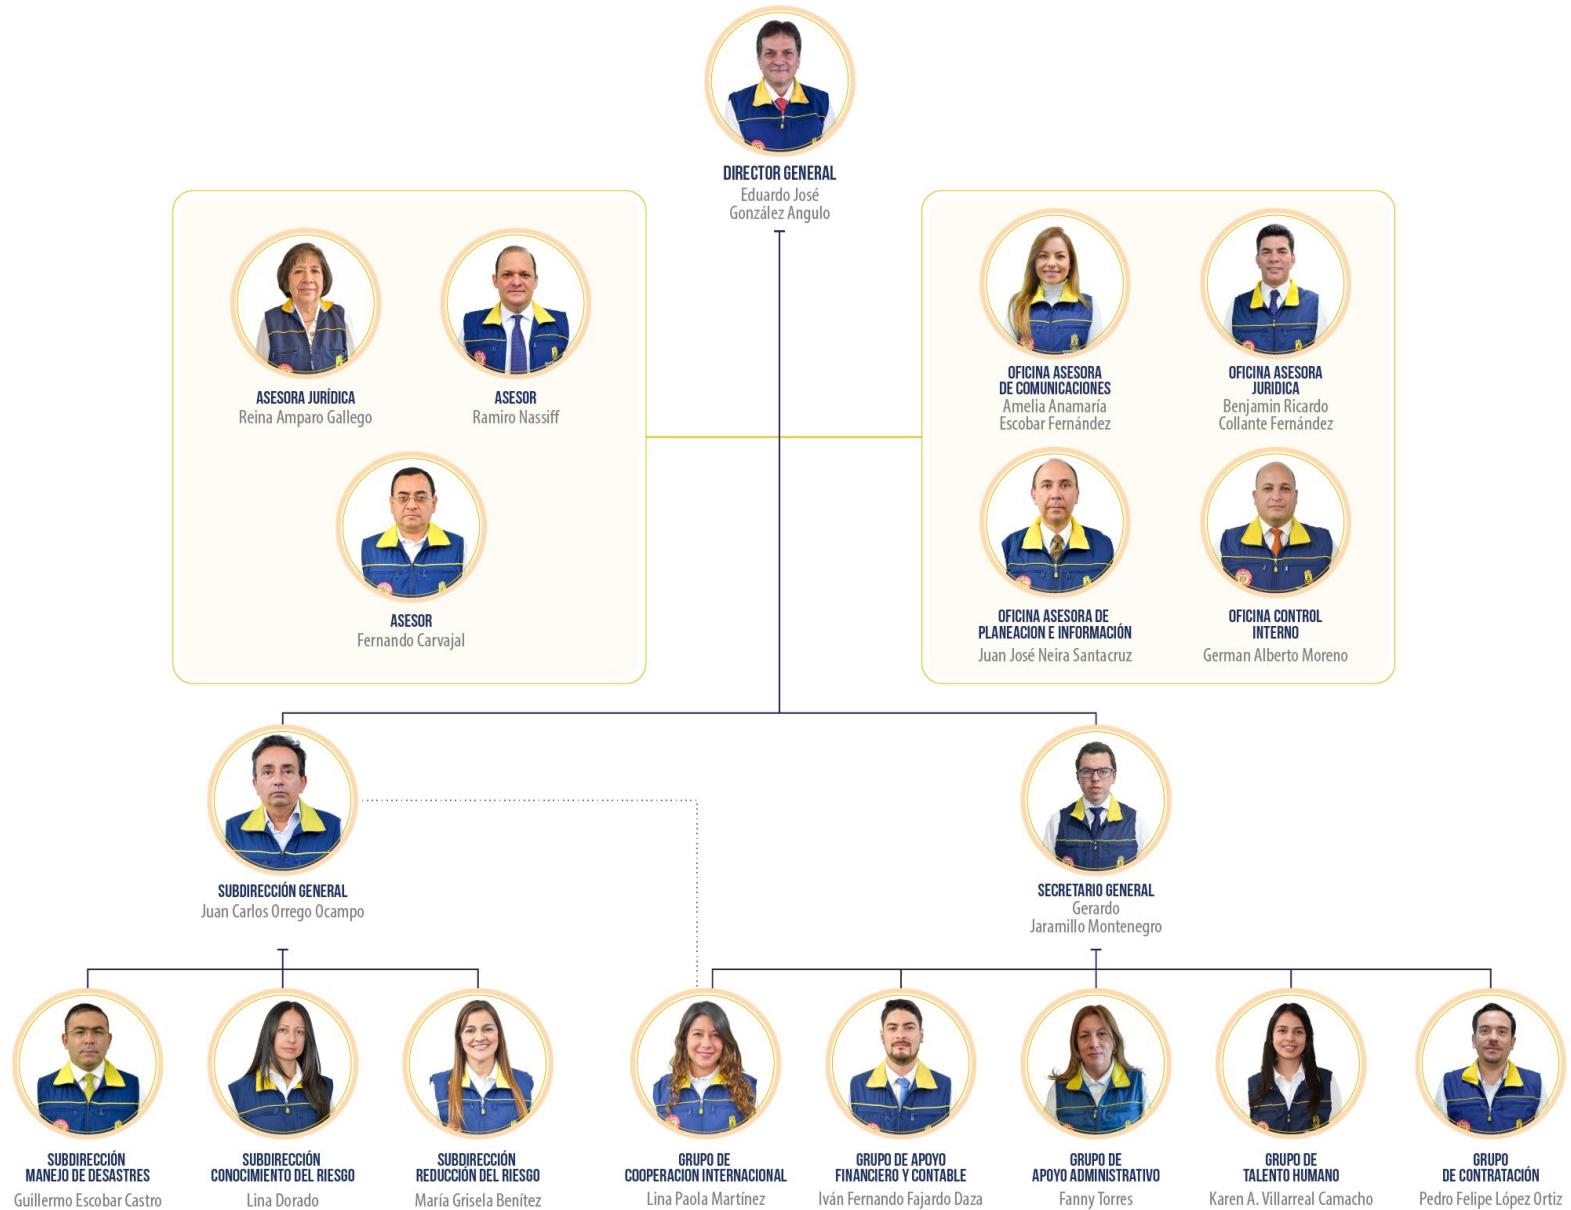 DIRECTOR GENERAL
Eduardo José
González Angulo
ASESORA JURÍDICA
Reina Amparo Gallego
ASESOR
Ramiro Nassiff
ASESOR
Fernando Carvajal
OFICINA ASESORA
DE COMUNICACIONES
Amelia Anamaría
Escobar Fernández
OFICINA ASESORA
JURIDICA
Benjamin Ricardo
Collante Fernández
OFICINA ASESORA DE
PLANEACION E INFORMACIÓN
Juan José Neira Santacruz
OFICINA CONTROL
INTERNO
German Alberto Moreno
SUBDIRECCIÓN GENERAL
Juan Carlos Orrego Ocampo
SECRETARIO GENERAL
Gerardo
Jaramillo Montenegro
SUBDIRECCIÓN
MANEJO DE DESASTRES
Guillermo Escobar Castro
SUBDIRECCIÓN
CONOCIMIENTO DEL RIESGO
Lina Dorado
SUBDIRECCIÓN
REDUCCIÓN DEL RIESGO
María Grisela Benítez
GRUPO DE
COOPERACION INTERNACIONAL
Lina Paola Martínez
GRUPO DE APOYO
FINANCIERO Y CONTABLE
Iván Fernando Fajardo Daza
GRUPO DE
APOYO ADMINISTRATIVO
Fanny Torres
GRUPO DE
TALENTO HUMANO
Karen A. Villarreal Camacho
GRUPO
DE CONTRATACIÓN
Pedro Felipe López Ortiz